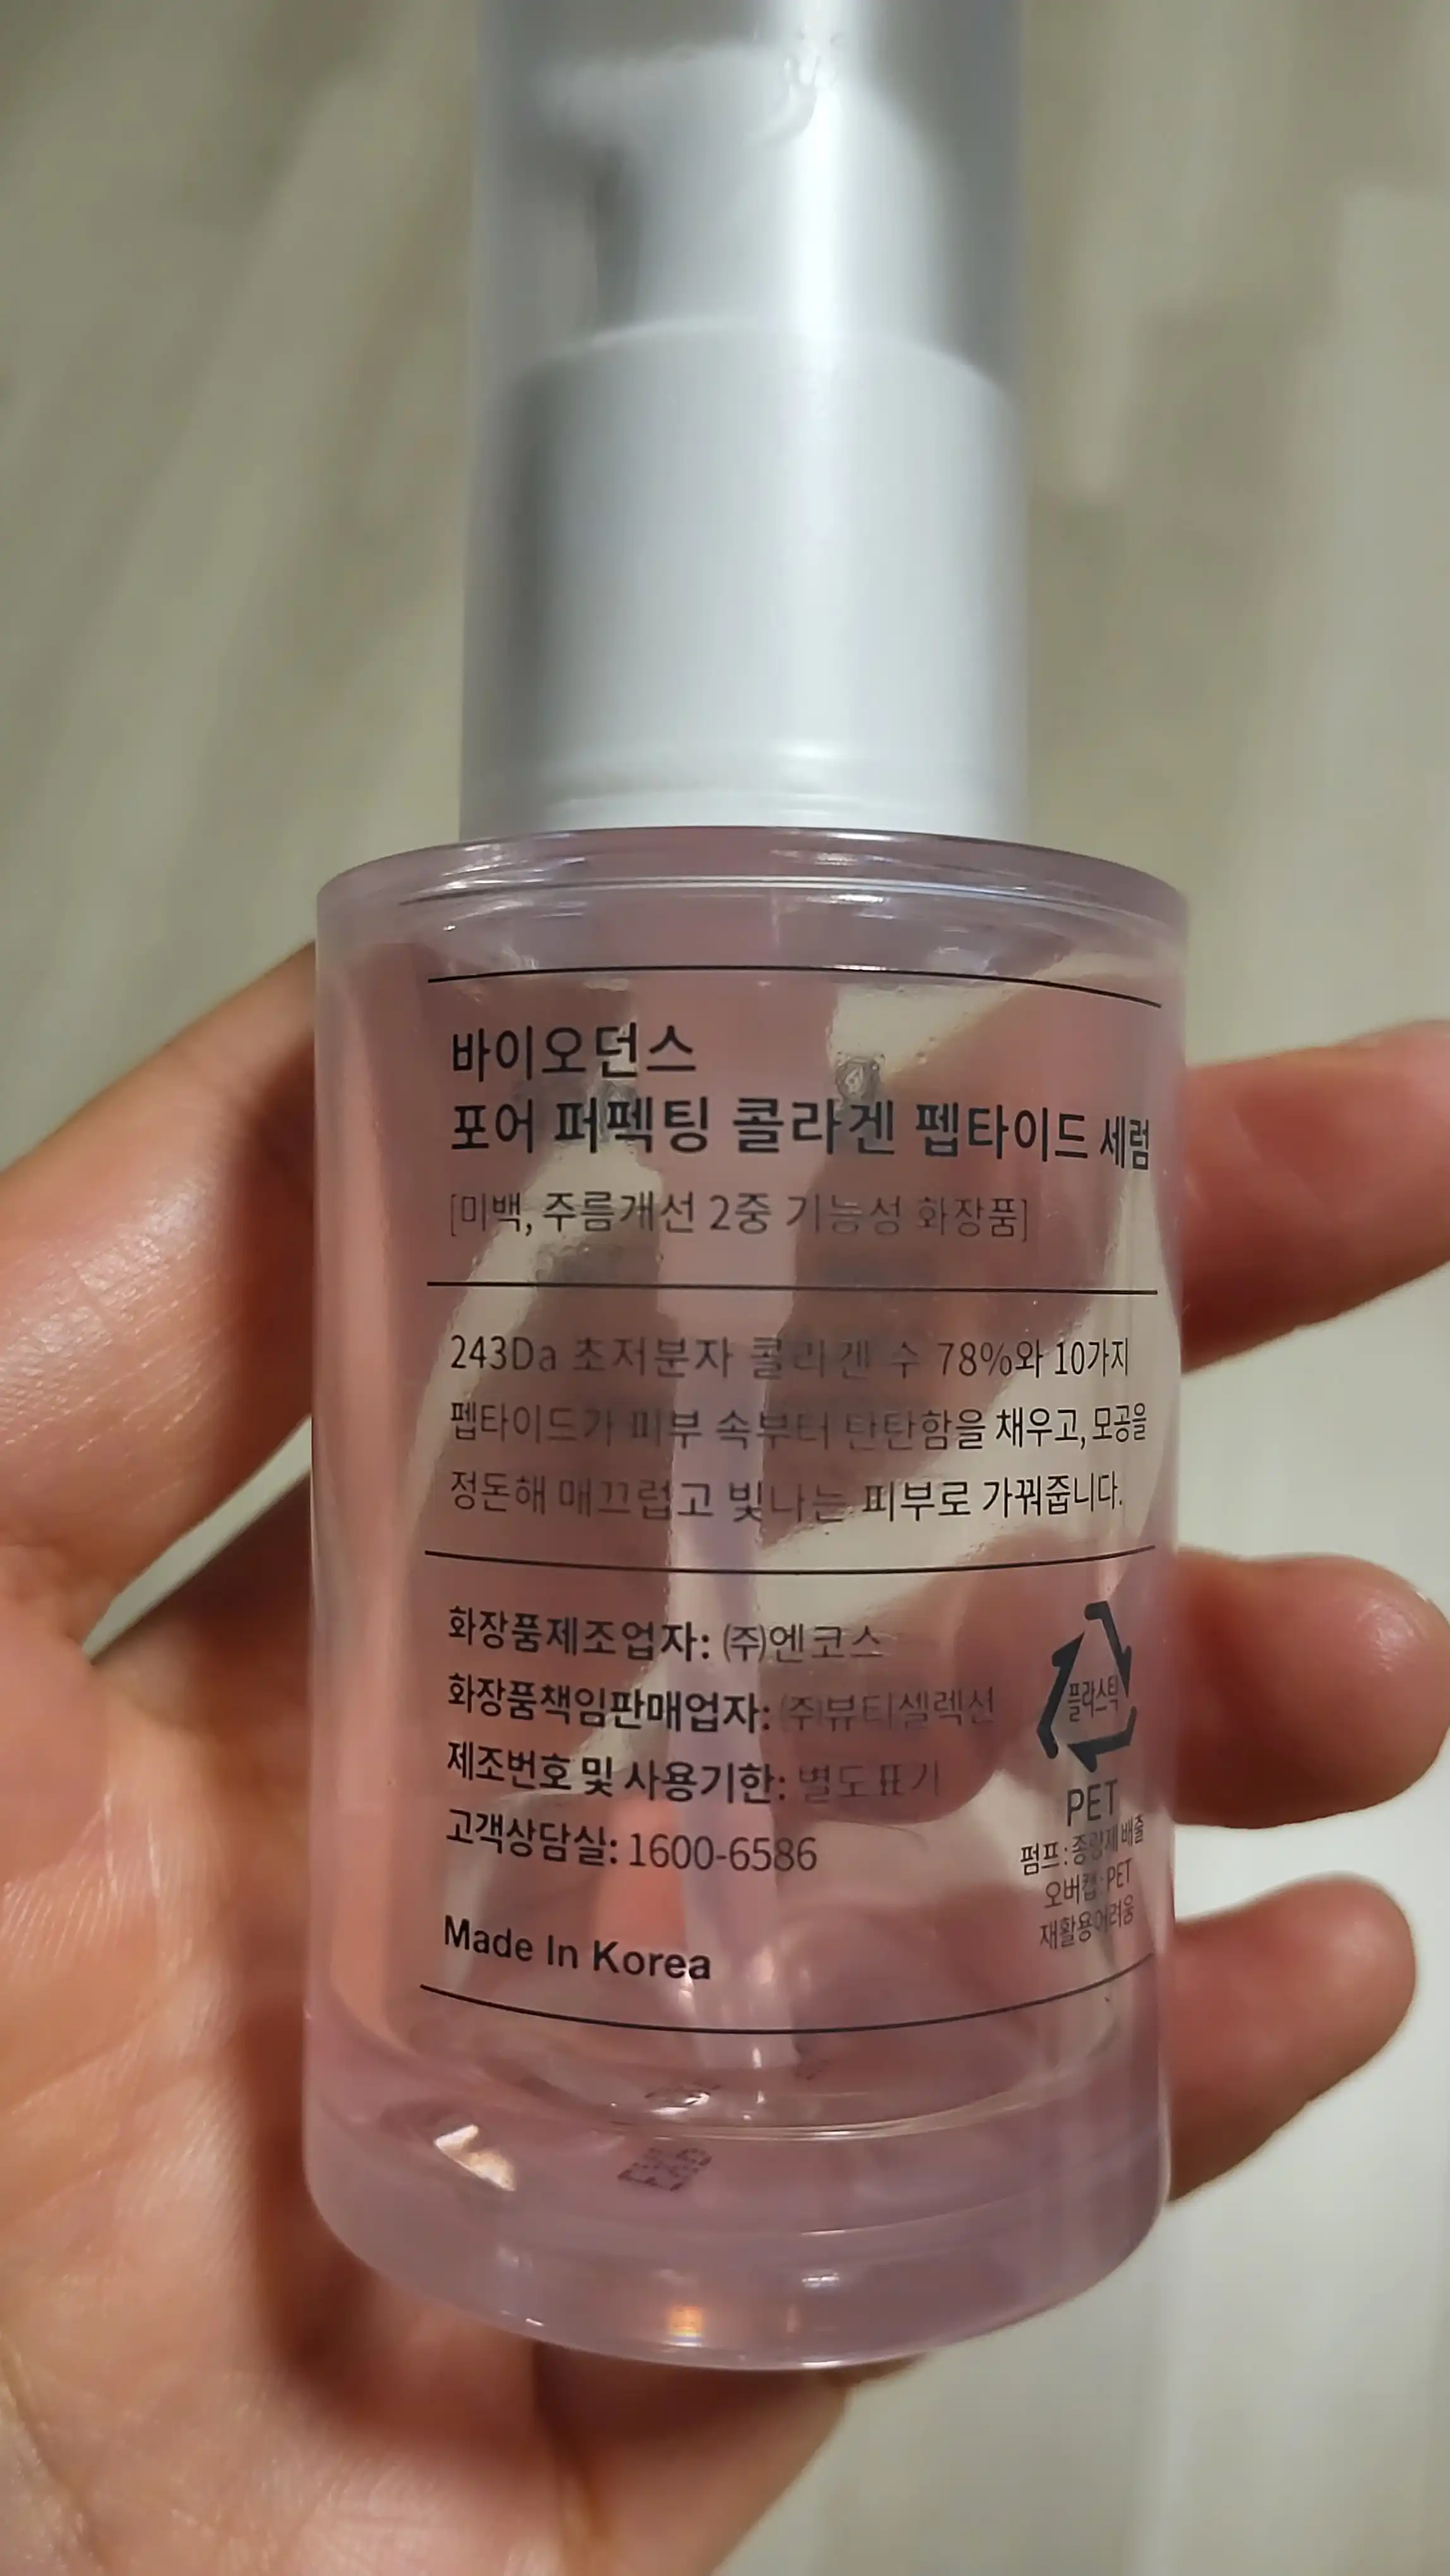 바이오던스
포어 퍼펙팅 콜라겐 펩타이드 세럼
[미백, 주름개선 2중 기능성 화장품]
243Da 초저분자 콜라겐 수 78%와 10가지
펩타이드가 피부 속부터 탄탄함을 채우고, 모공을
정돈해 매끄럽고 빛나는 피부로 가꿔줍니다.
화장품제조업자: ㈜엔코스
화장품책임판매업자: ㈜뷰티셀렉션
제조번호 및 사용기한: 별도 표기
고객상담실: 1600-6586
Made In Korea
플라스틱
PET
펌프: 종량제 배출
오버캡: PET
재활용 어려움